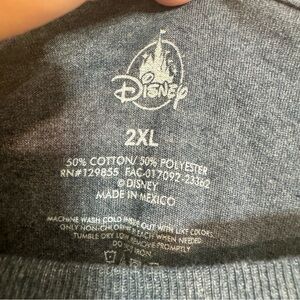 Disney
2XL
50% COTTON/ 50% POLYESTER
RN#129855 FAC-017092-23362
© DISNEY
MADE IN MEXICO
MACHINE WASH COLD INSIDE OUT WITH LIKE COLORS.
ONLY NON-CHLORINE BLEACH WHEN NEEDED
TUMBLE DRY LOW REMOVE PROMPTLY
DO NOT IRON.